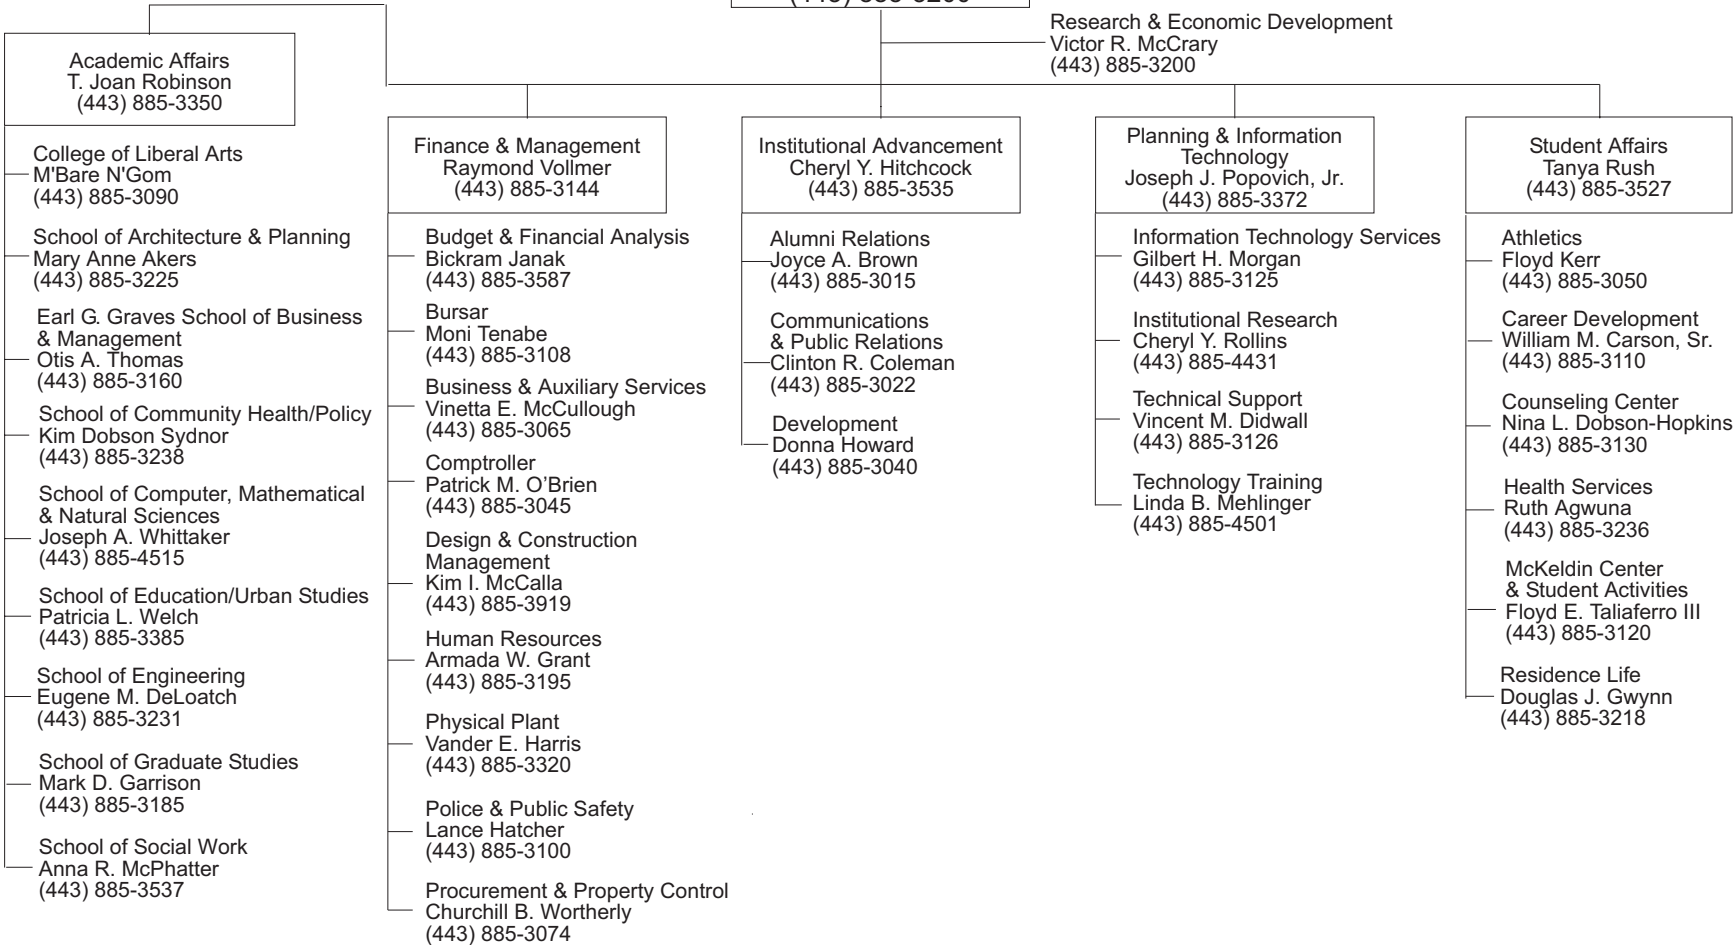 (443) 885-3200
Research & Economic Development
Victor R. McCrary
(443) 885-3200
Academic Affairs
T. Joan Robinson
(443) 885-3350
College of Liberal Arts
M'Bare N'Gom
(443) 885-3090
School of Architecture & Planning
Mary Anne Akers
(443) 885-3225
Earl G. Graves School of Business
& Management
Otis A. Thomas
(443) 885-3160
School of Community Health/Policy
Kim Dobson Sydnor
(443) 885-3238
School of Computer, Mathematical
& Natural Sciences
Joseph A. Whittaker
(443) 885-4515
School of Education/Urban Studies
Patricia L. Welch
(443) 885-3385
School of Engineering
Eugene M. DeLoatch
(443) 885-3231
School of Graduate Studies
Mark D. Garrison
(443) 885-3185
School of Social Work
Anna R. McPhatter
(443) 885-3537
Finance & Management
Raymond Vollmer
(443) 885-3144
Budget & Financial Analysis
Bickram Janak
(443) 885-3587
Bursar
Moni Tenabe
(443) 885-3108
Business & Auxiliary Services
Vinetta E. McCullough
(443) 885-3065
Comptroller
Patrick M. O’Brien
(443) 885-3045
Design & Construction
Management
Kim I. McCalla
(443) 885-3919
Human Resources
Armada W. Grant
(443) 885-3195
Physical Plant
Vander E. Harris
(443) 885-3320
Police & Public Safety
Lance Hatcher
(443) 885-3100
Procurement & Property Control
Churchill B. Wortherly
(443) 885-3074
Institutional Advancement
Cheryl Y. Hitchcock
(443) 885-3535
Alumni Relations
Joyce A. Brown
(443) 885-3015
Communications
& Public Relations
Clinton R. Coleman
(443) 885-3022
Development
Donna Howard
(443) 885-3040
Planning & Information
Technology
Joseph J. Popovich, Jr.
(443) 885-3372
Information Technology Services
Gilbert H. Morgan
(443) 885-3125
Institutional Research
Cheryl Y. Rollins
(443) 885-4431
Technical Support
Vincent M. Didwall
(443) 885-3126
Technology Training
Linda B. Mehlinger
(443) 885-4501
Student Affairs
Tanya Rush
(443) 885-3527
Athletics
Floyd Kerr
(443) 885-3050
Career Development
William M. Carson, Sr.
(443) 885-3110
Counseling Center
Nina L. Dobson-Hopkins
(443) 885-3130
Health Services
Ruth Agwuna
(443) 885-3236
McKeldin Center
& Student Activities
Floyd E. Taliaferro III
(443) 885-3120
Residence Life
Douglas J. Gwynn
(443) 885-3218